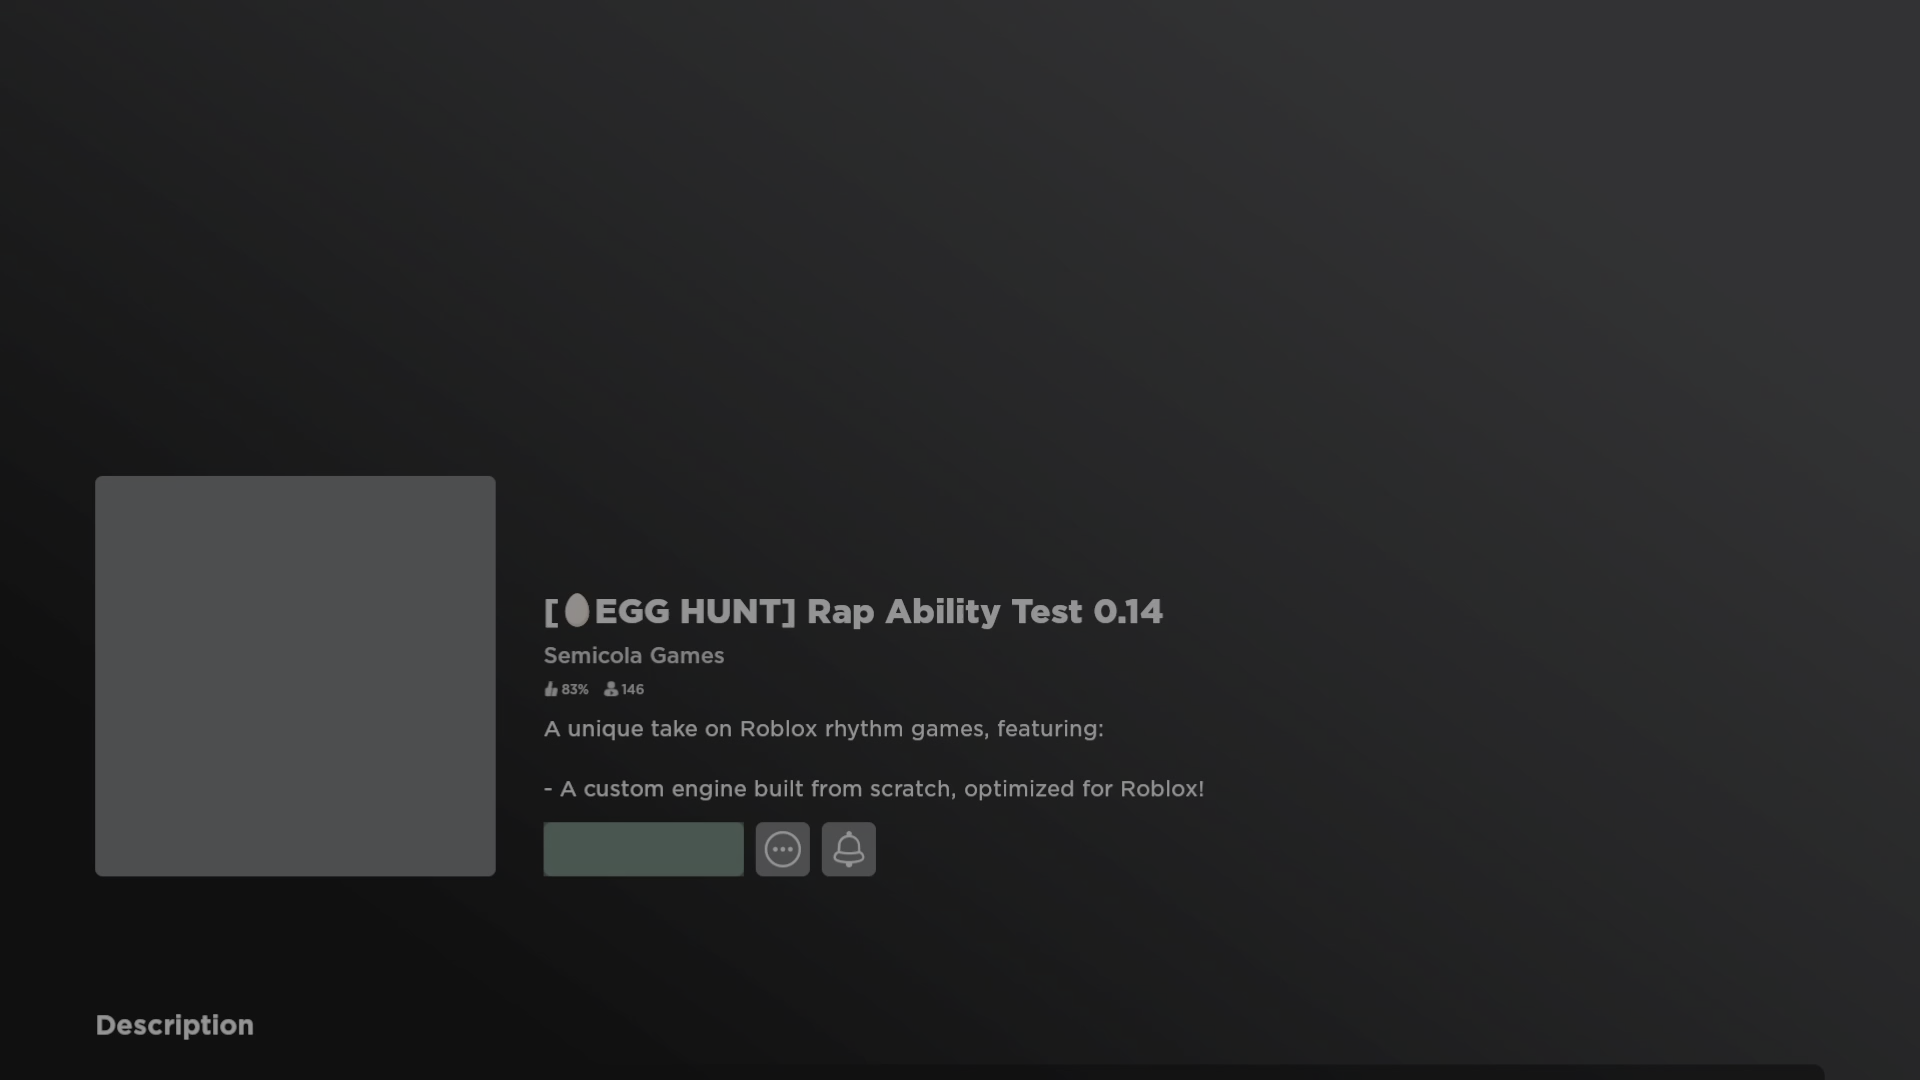 [🥚EGG HUNT] Rap Ability Test 0.14
Semicola Games
83% 146
A unique take on Roblox rhythm games, featuring:
- A custom engine built from scratch, optimized for Roblox!
Description